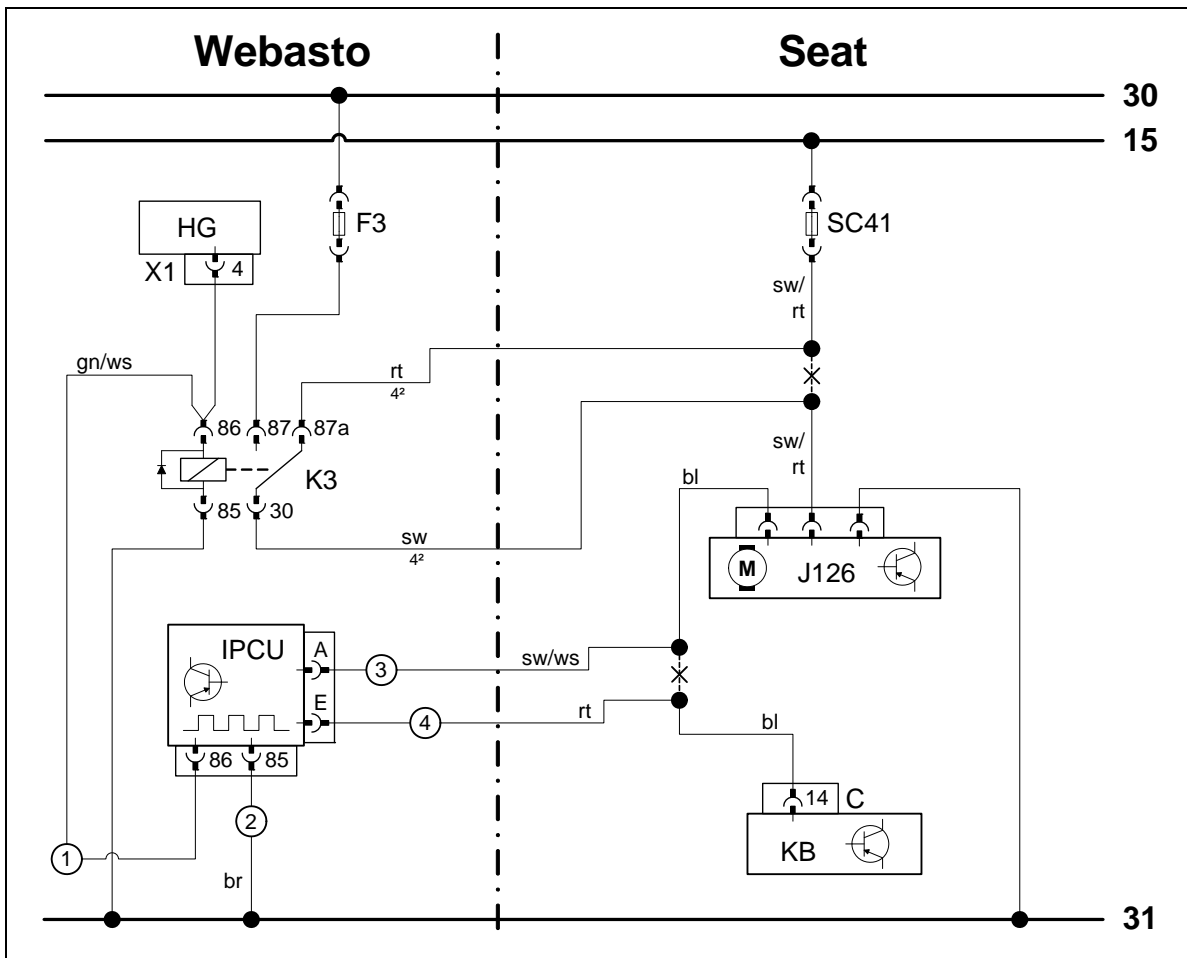 Webasto
Seat
30
15
HG
F3
SC41
X1
4
sw/
rt
gn/ws
rt
4²
86
87
87a
sw/
rt
K3
bl
85
30
sw
4²
M
J126
IPCU
A
3
sw/ws
E
4
rt
bl
86
85
14
C
2
KB
1
br
31